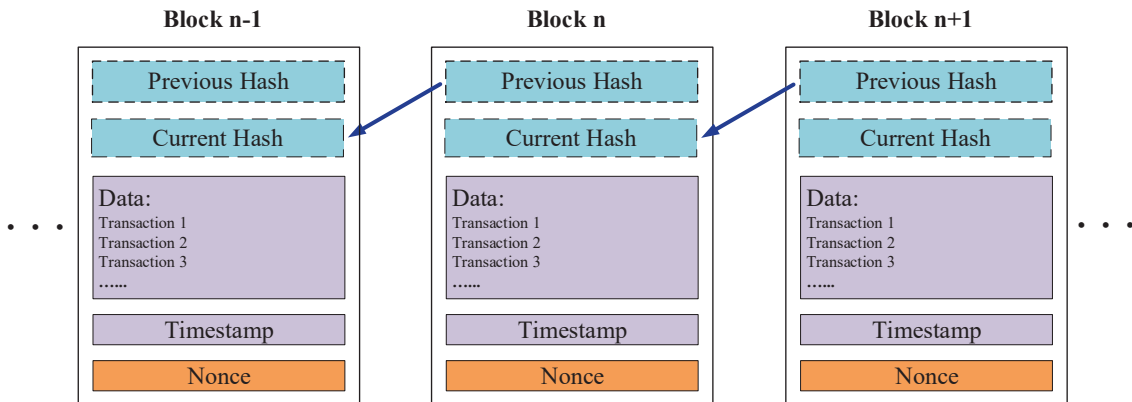 Block n-1
Previous Hash
Current Hash
Data:
Transaction 1
Transaction 2
Transaction 3
......
Timestamp
Nonce
Block n
Previous Hash
Current Hash
Data:
Transaction 1
Transaction 2
Transaction 3
......
Timestamp
Nonce
Block n+1
Previous Hash
Current Hash
Data:
Transaction 1
Transaction 2
Transaction 3
......
Timestamp
Nonce